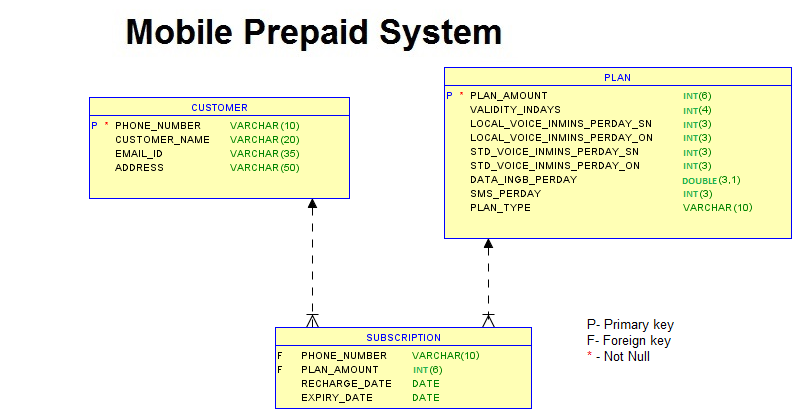 Mobile Prepaid System
CUSTOMER
P * PHONE_NUMBER VARCHAR(10)
CUSTOMER_NAME VARCHAR(20)
EMAIL_ID VARCHAR(35)
ADDRESS VARCHAR(50)
PLAN
P * PLAN_AMOUNT INT(6)
VALIDITY_INDAYS INT(4)
LOCAL_VOICE_INMINS_PERDAY_SN INT(3)
LOCAL_VOICE_INMINS_PERDAY_ON INT(3)
STD_VOICE_INMINS_PERDAY_SN INT(3)
STD_VOICE_INMINS_PERDAY_ON INT(3)
DATA_INGB_PERDAY DOUBLE(3,1)
SMS_PERDAY INT(3)
PLAN_TYPE VARCHAR(10)
SUBSCRIPTION
F PHONE_NUMBER VARCHAR(10)
F PLAN_AMOUNT INT(6)
RECHARGE_DATE DATE
EXPIRY_DATE DATE
P- Primary key
F- Foreign key
* - Not Null